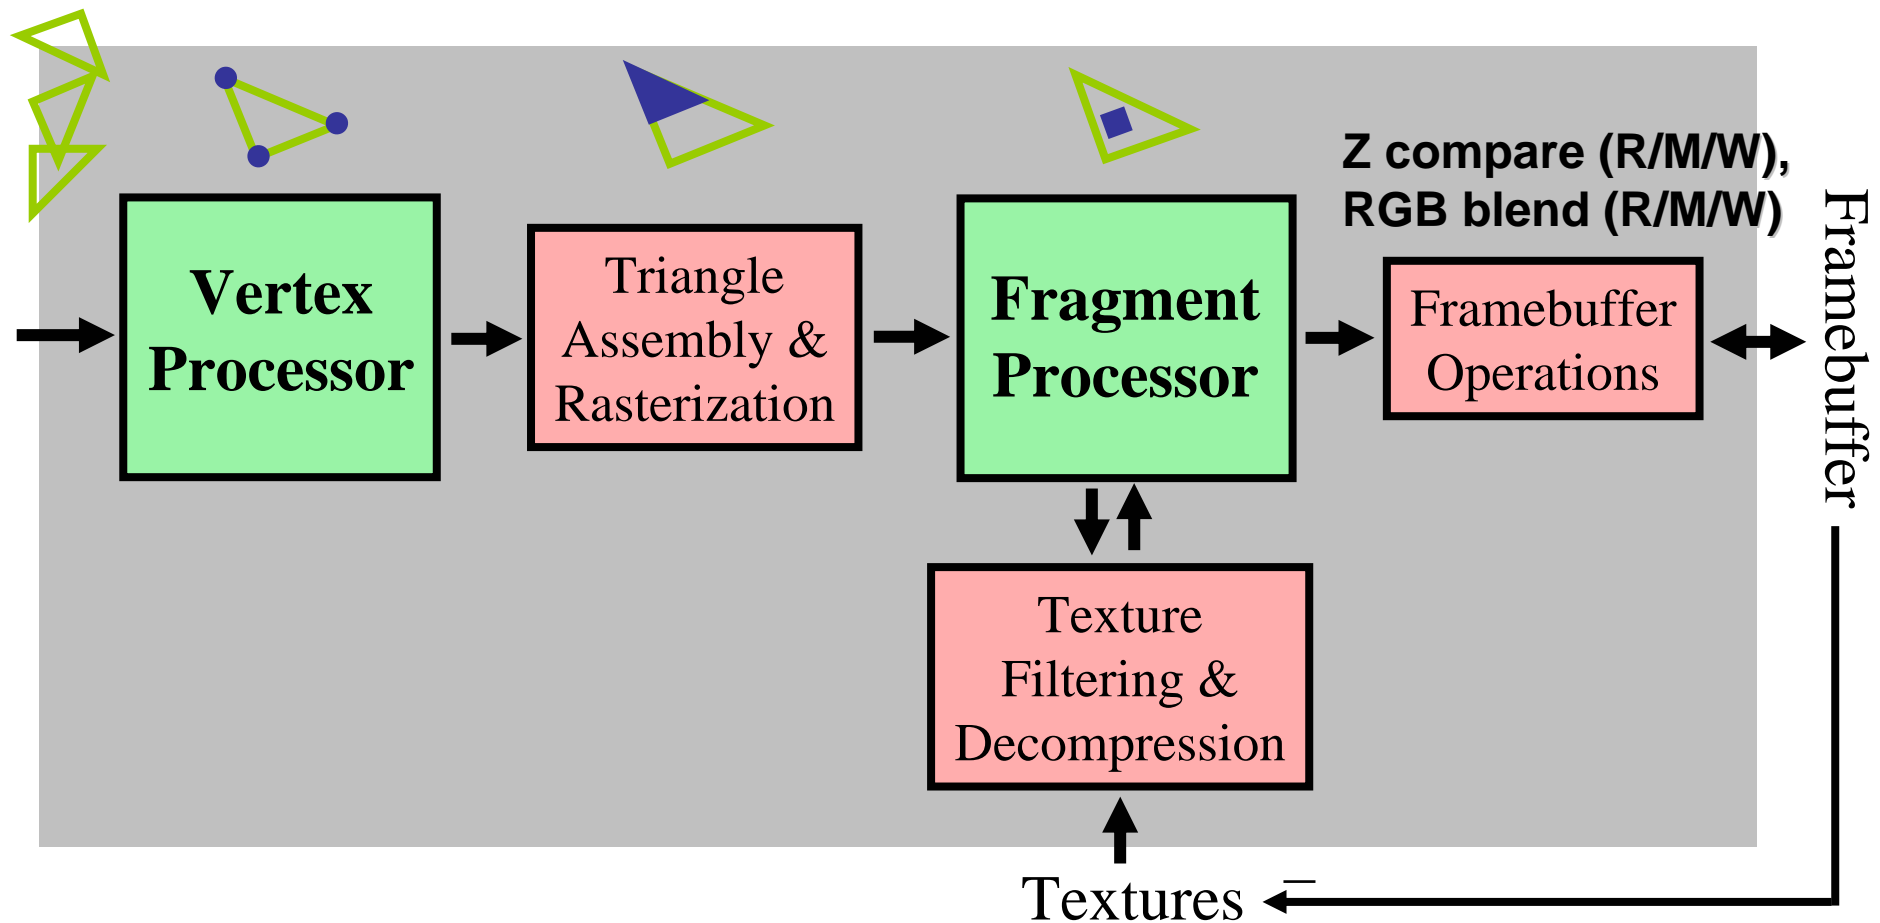 Z compare (R/M/W),
RGB blend (R/M/W)
Vertex
Processor
Triangle
Assembly &
Rasterization
Fragment
Processor
Framebuffer
Operations
Framebuffer
Texture
Filtering &
Decompression
Textures